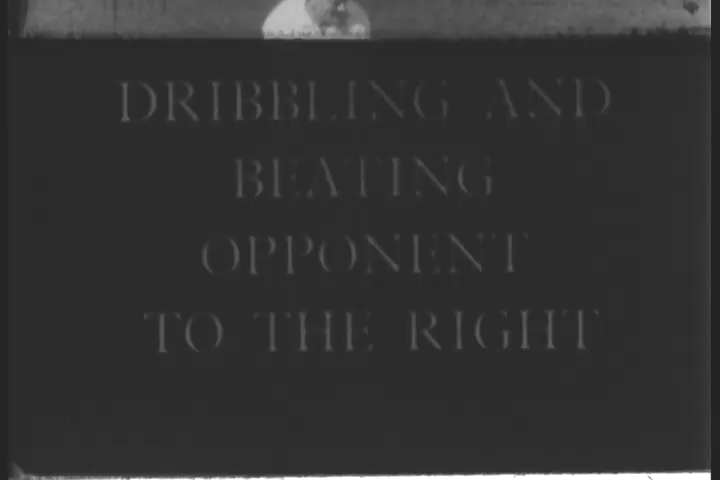 DRIBBLING AND
BEATING
OPPONENT
TO THE RIGHT